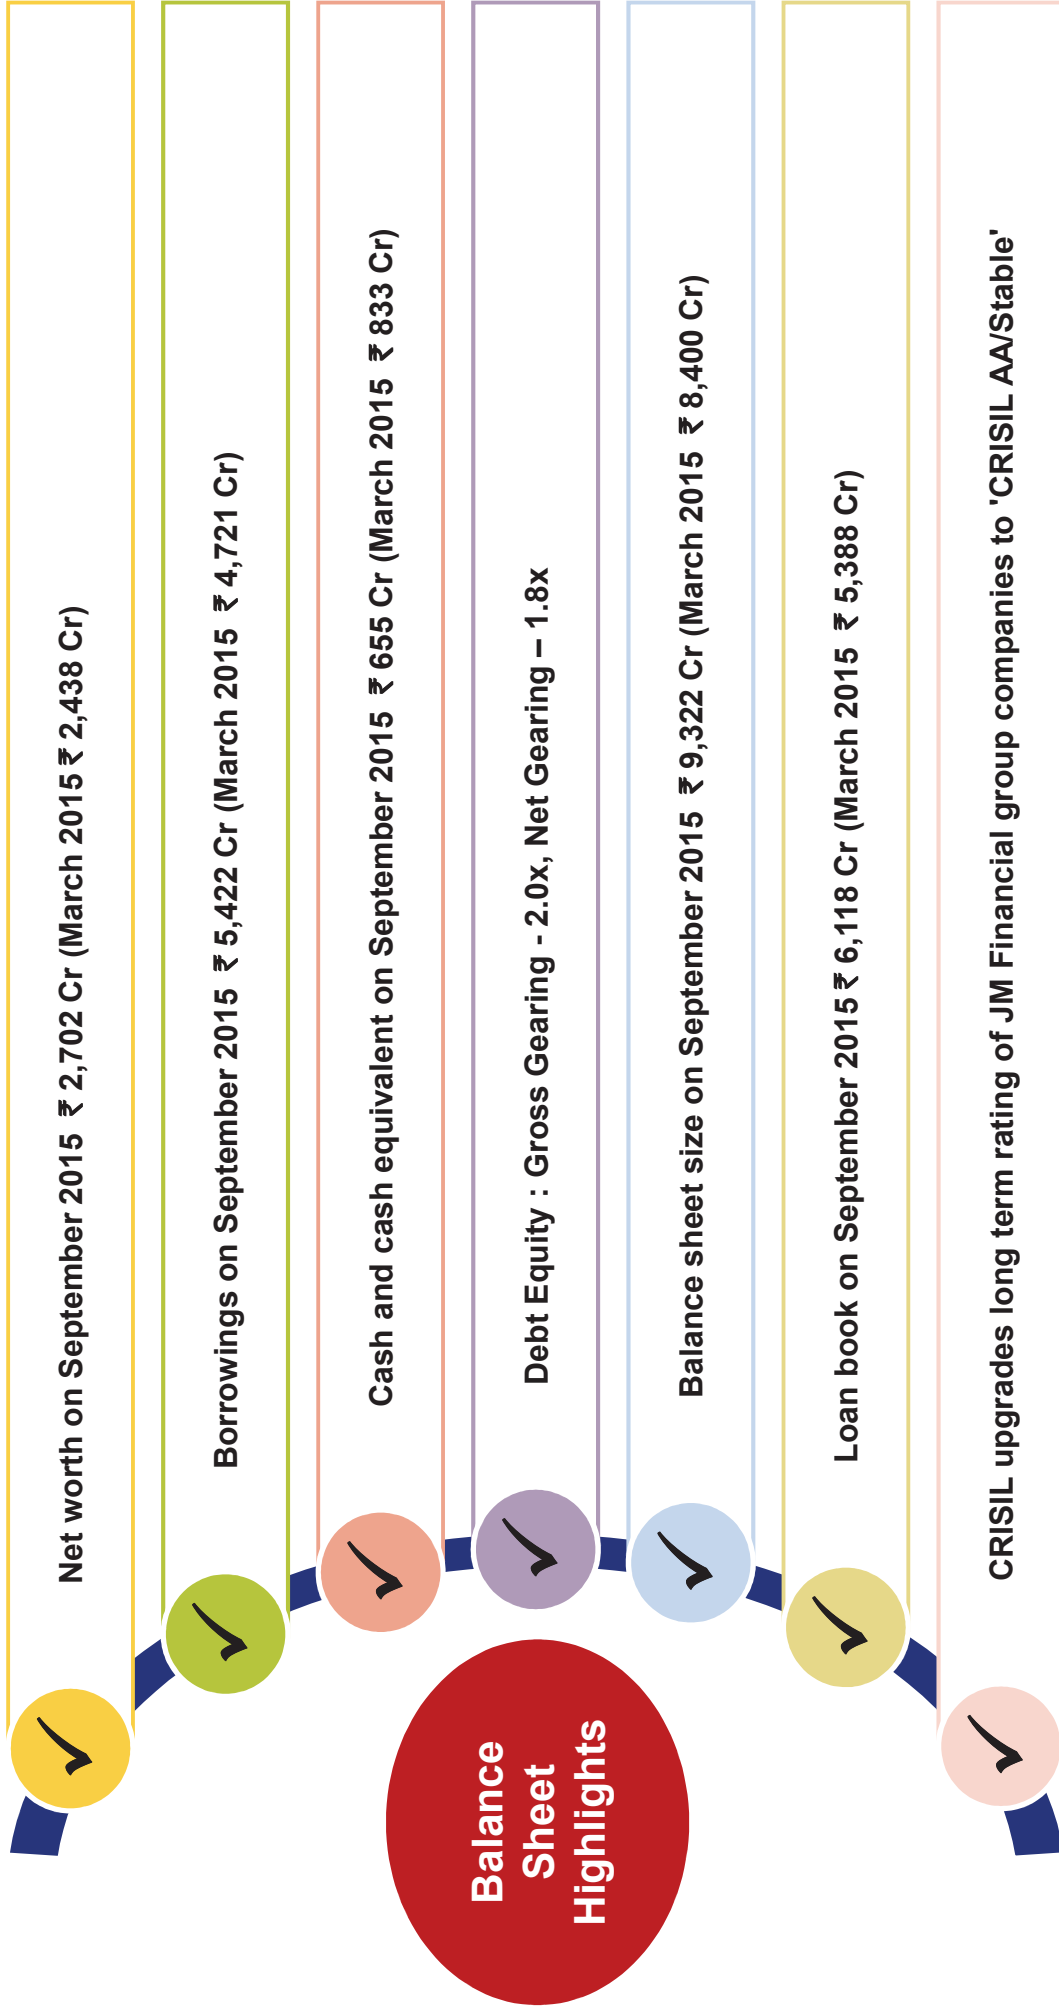 Balance
Sheet
Highlights
Net worth on September 2015 ₹ 2,702 Cr (March 2015 ₹ 2,438 Cr)
Borrowings on September 2015 ₹ 5,422 Cr (March 2015 ₹ 4,721 Cr)
Cash and cash equivalent on September 2015 ₹ 655 Cr (March 2015 ₹ 833 Cr)
Debt Equity : Gross Gearing - 2.0x, Net Gearing – 1.8x
Balance sheet size on September 2015 ₹ 9,322 Cr (March 2015 ₹ 8,400 Cr)
Loan book on September 2015 ₹ 6,118 Cr (March 2015 ₹ 5,388 Cr)
CRISIL upgrades long term rating of JM Financial group companies to 'CRISIL AA/Stable'